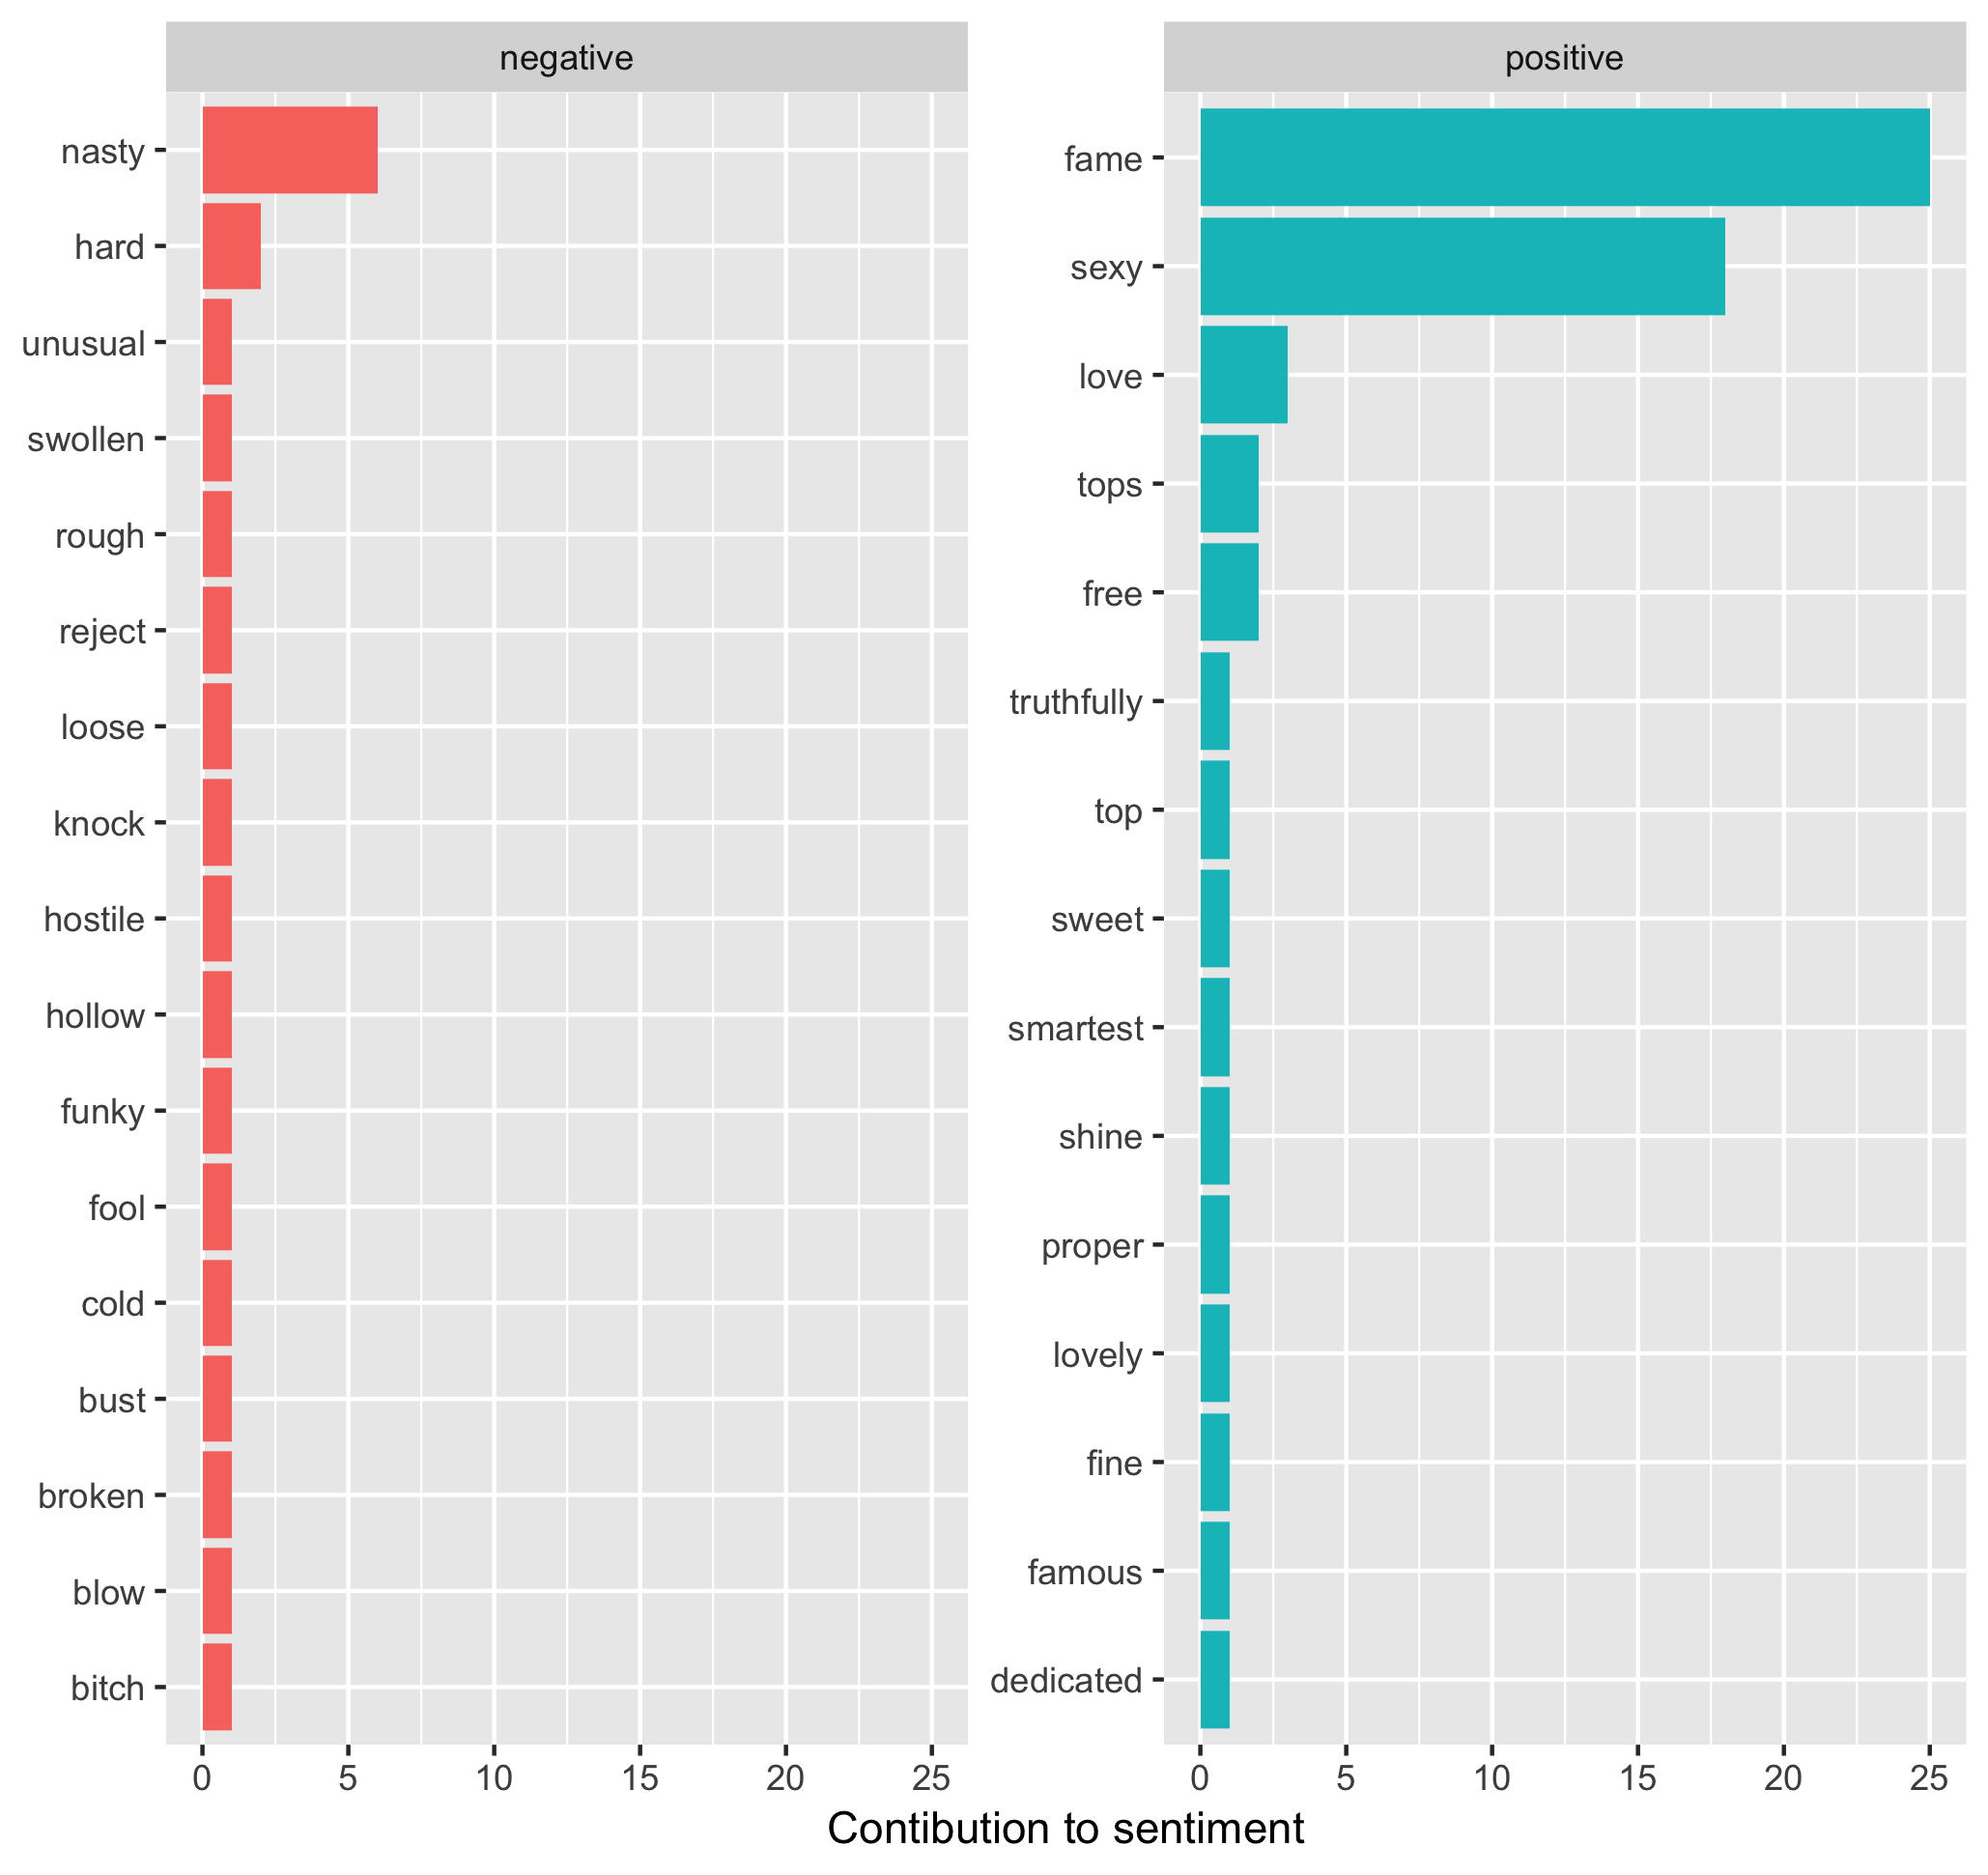 negative
nasty
hard
unusual
swollen
rough
reject
loose
knock
hostile
hollow
funky
fool
cold
bust
broken
blow
bitch
0 5 10 15 20 25
positive
fame
sexy
love
tops
free
truthfully
top
sweet
smartest
shine
proper
lovely
fine
famous
dedicated
0 5 10 15 20 25
Contibution to sentiment